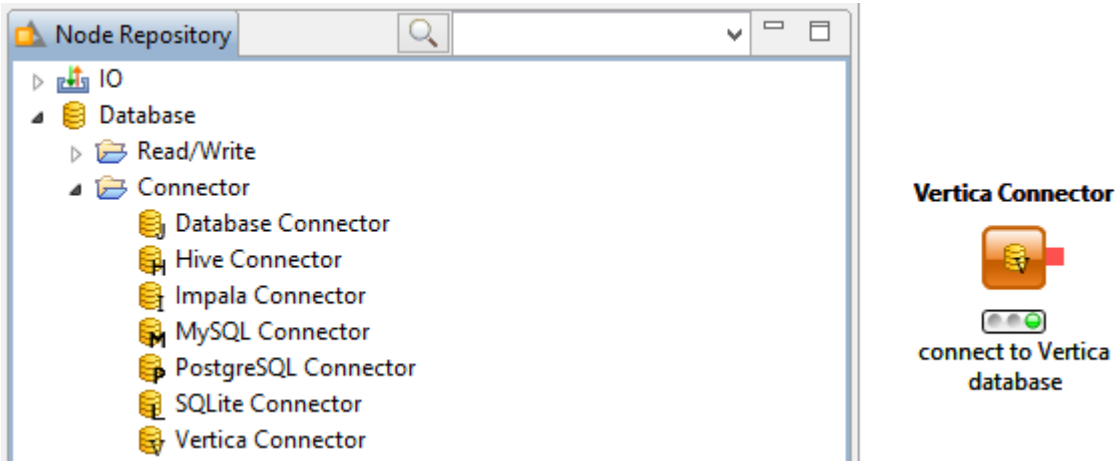 Node Repository
IO
Database
Read/Write
Connector
Database Connector
Hive Connector
Impala Connector
MySQL Connector
PostgreSQL Connector
SQLite Connector
Vertica Connector
Vertica Connector
connect to Vertica
database